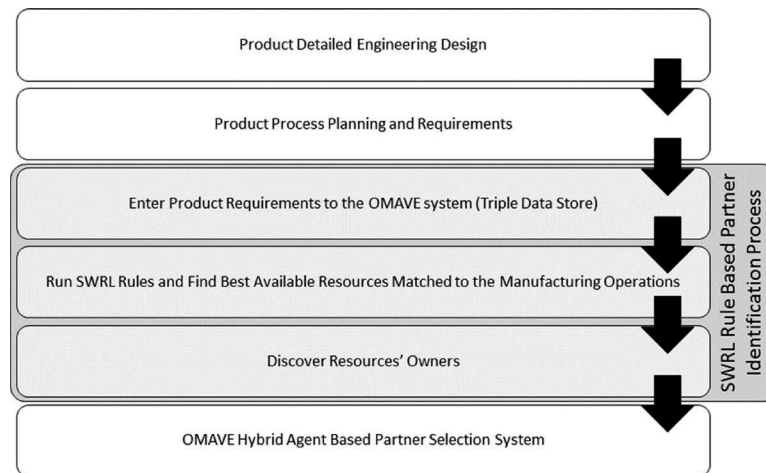 Product Detailed Engineering Design
Product Process Planning and Requirements
Enter Product Requirements to the OMAVE system (Triple Data Store)
Run SWRL Rules and Find Best Available Resources Matched to the Manufacturing Operations
Discover Resources' Owners
OMAVE Hybrid Agent Based Partner Selection System
SWRL Rule Based Partner
Identification Process